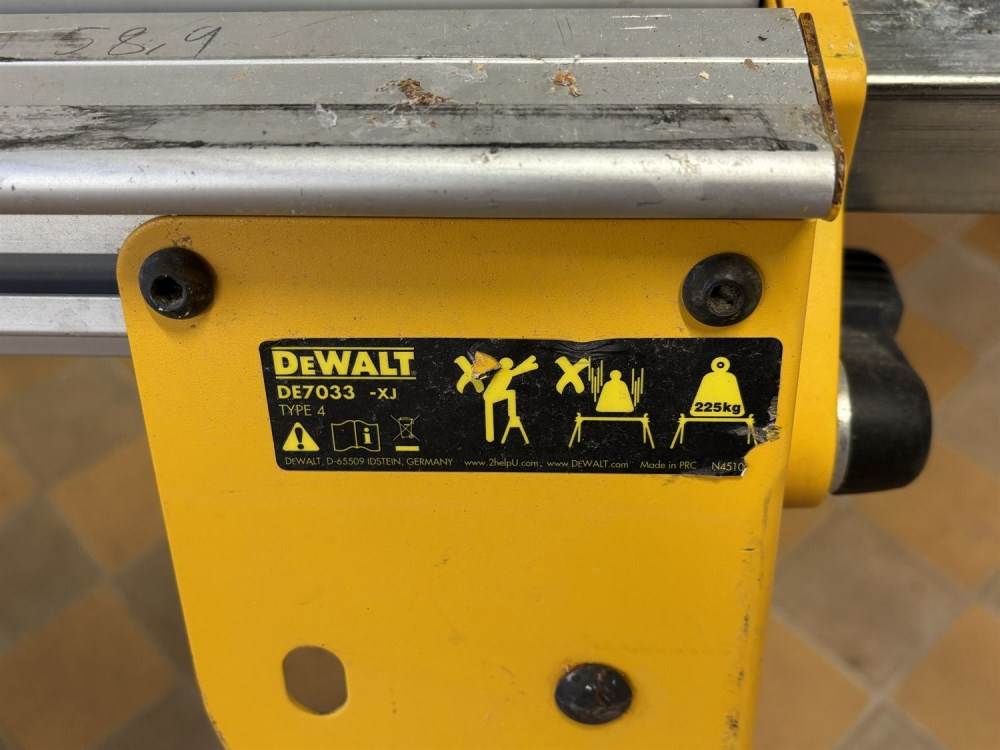 58,9
DEWALT
DE7033 -XJ
TYPE 4
225kg
DEWALT, D-65509 IDSTEIN, GERMANY www.2helpU.com, www.DEWALT.com Made in PRC N4510